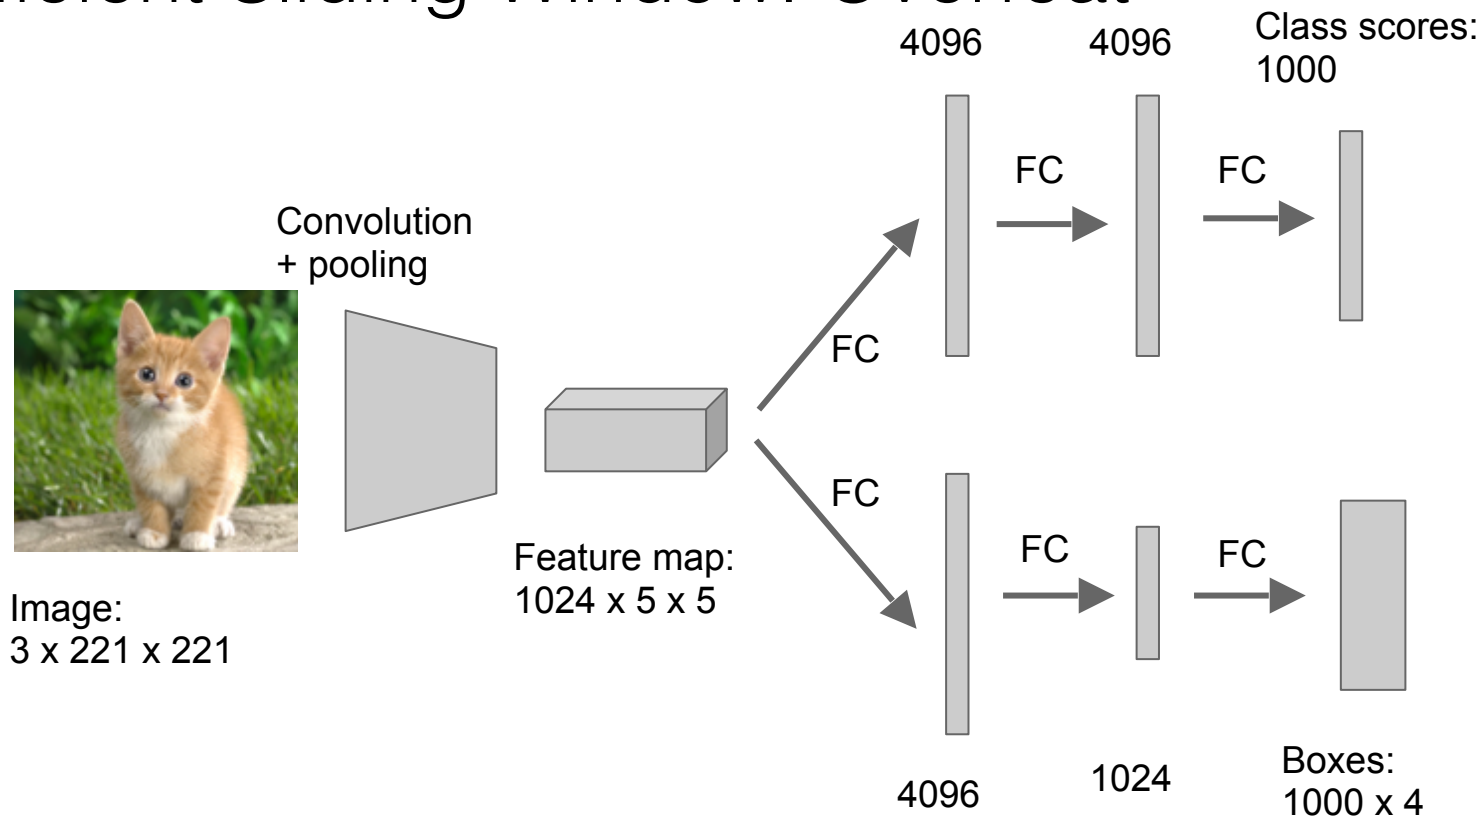 4096
4096
Class scores:
1000
FC
FC
Convolution
+ pooling
FC
FC
Feature map:
1024 x 5 x 5
Image:
3 x 221 x 221
FC
FC
4096
1024
Boxes:
1000 x 4